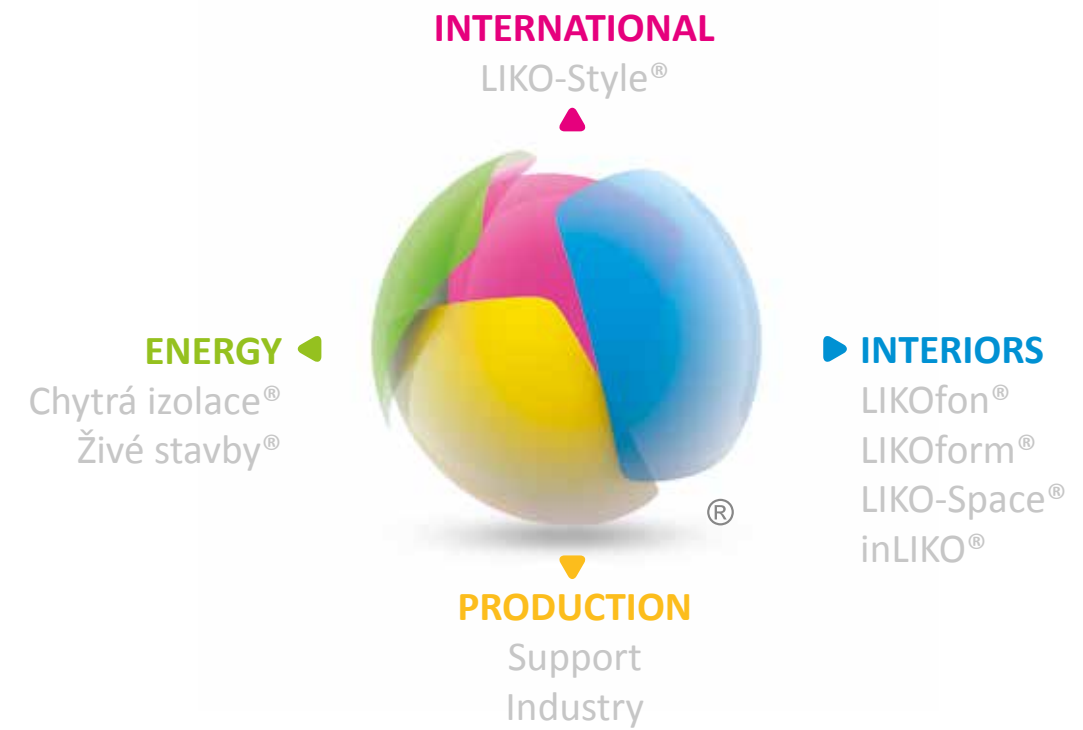 INTERNATIONAL
LIKO-Style®
ENERGY
Chytrá izolace®
Živé stavby®
INTERIORS
LIKOfon®
LIKOform®
LIKO-Space®
inLIKO®
®
PRODUCTION
Support
Industry